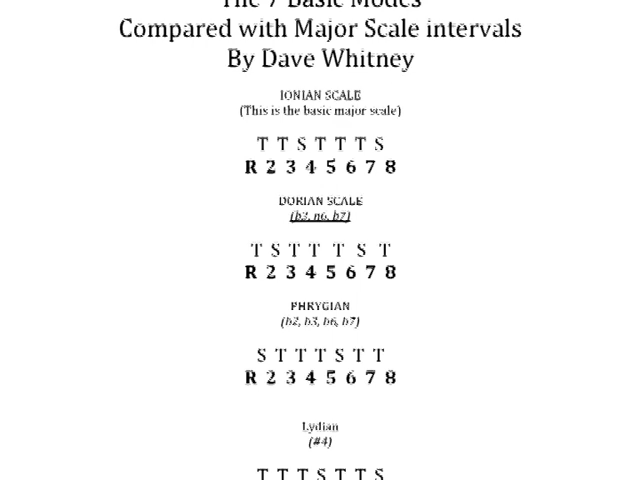 The 7 Basic Modes
Compared with Major Scale intervals
By Dave Whitney
IONIAN SCALE
(This is the basic major scale)
T T S T T T S
R 2 3 4 5 6 7 8
DORIAN SCALE
(b3, n6, b7)
T S T T T S T
R 2 3 4 5 6 7 8
PHRYGIAN
(b2, b3, b6, b7)
S T T T S T T
R 2 3 4 5 6 7 8
Lydian
(#4)
T T T S T T S